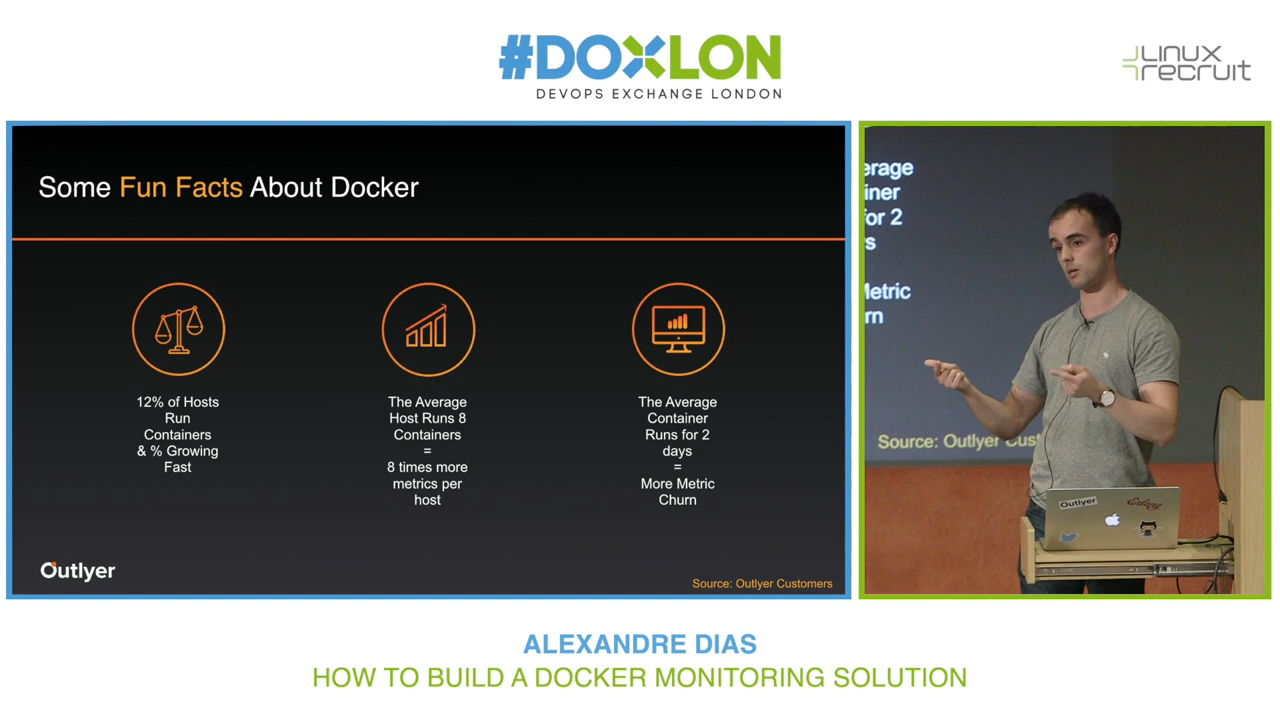 #DOXLON
DEVOPS EXCHANGE LONDON
Linux
recruit
Some Fun Facts About Docker
12% of Hosts
Run
Containers
& % Growing
Fast
The Average
Host Runs 8
Containers
=
8 times more
metrics per
host
The Average
Container
Runs for 2
days
=
More Metric
Churn
Outlyer
Source: Outlyer Customers
erage
iner
for 2
s
Metric
rn
Source: Outlyer Cust
Outlyer
Erlang
ALEXANDRE DIAS
HOW TO BUILD A DOCKER MONITORING SOLUTION